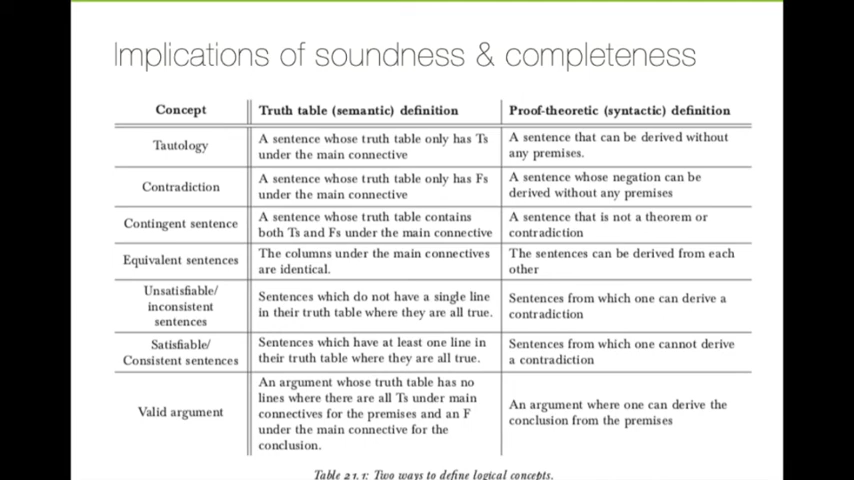 Implications of soundness & completeness
Concept
Truth table (semantic) definition
Proof-theoretic (syntactic) definition
Tautology
A sentence whose truth table only has Ts
under the main connective
A sentence that can be derived without
any premises.
Contradiction
A sentence whose truth table only has Fs
under the main connective
A sentence whose negation can be
derived without any premises
Contingent sentence
A sentence whose truth table contains
both Ts and Fs under the main connective
A sentence that is not a theorem or
contradiction
Equivalent sentences
The columns under the main connectives
are identical.
The sentences can be derived from each
other
Unsatisfiable/
inconsistent
sentences
Sentences which do not have a single line
in their truth table where they are all true.
Sentences from which one can derive a
contradiction
Satisfiable/
Consistent sentences
Sentences which have at least one line in
their truth table where they are all true.
Sentences from which one cannot derive
a contradiction
Valid argument
An argument whose truth table has no
lines where there are all Ts under main
connectives for the premises and an F
under the main connective for the
conclusion.
An argument where one can derive the
conclusion from the premises
Table 21.1: Two ways to define logical concepts.